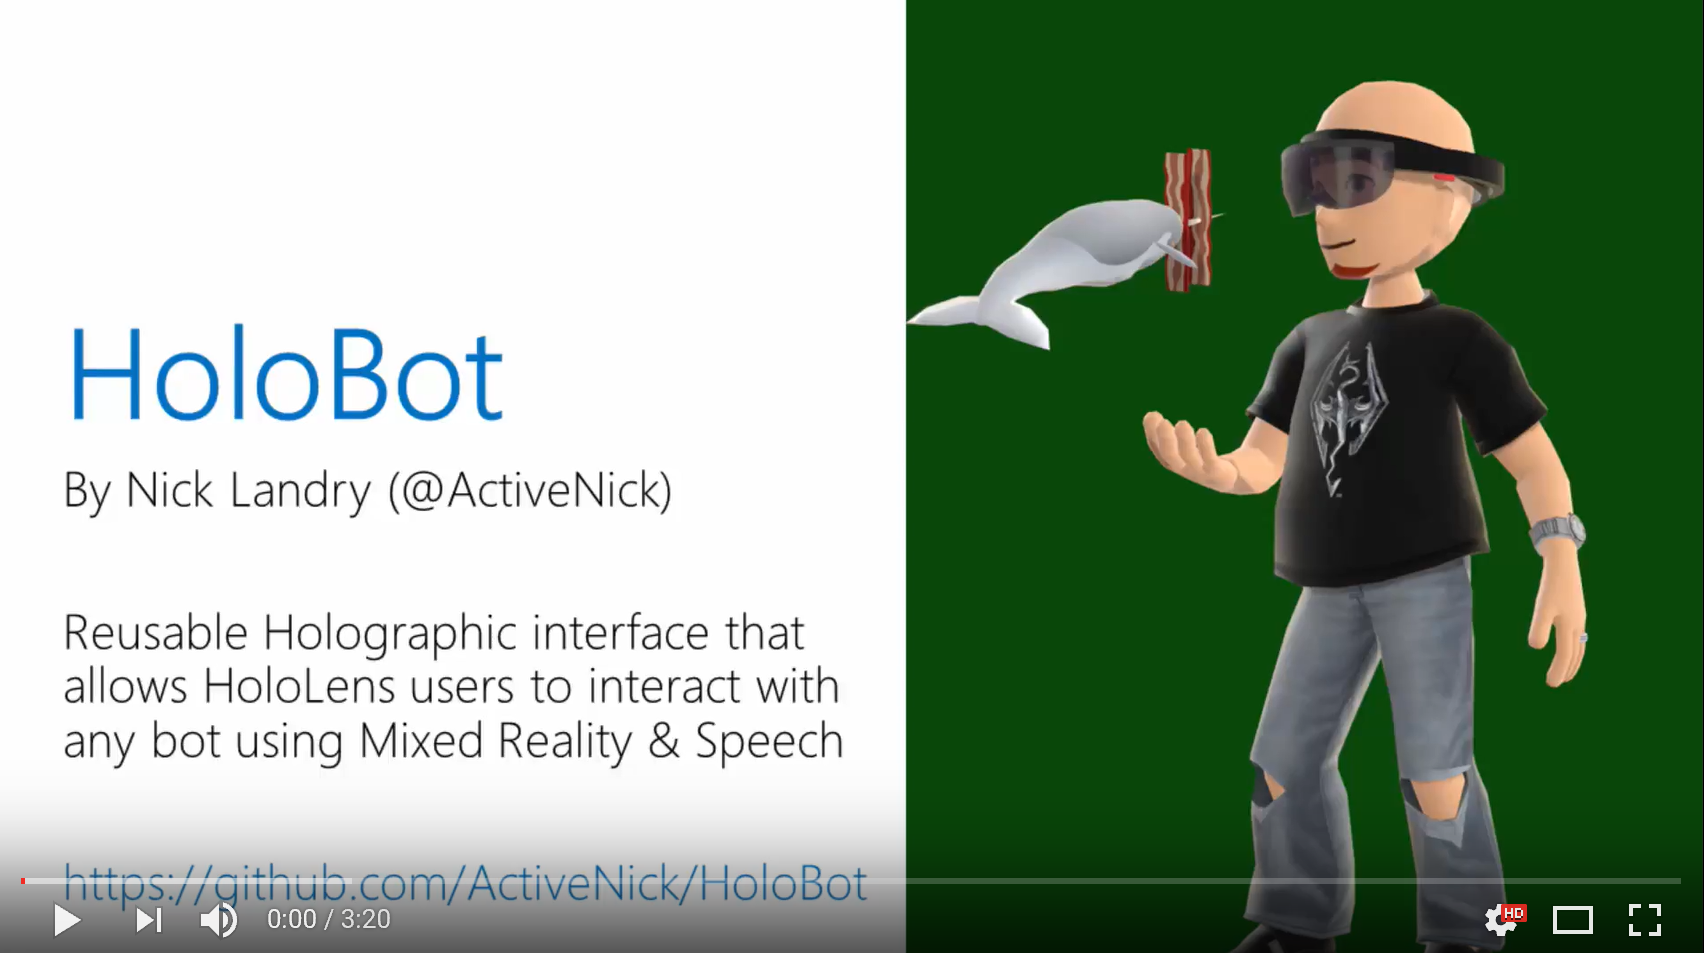 HoloBot
By Nick Landry (@ActiveNick)
Reusable Holographic interface that
allows HoloLens users to interact with
any bot using Mixed Reality & Speech
https://github.com/ActiveNick/HoloBot
0:00 / 3:20
HD